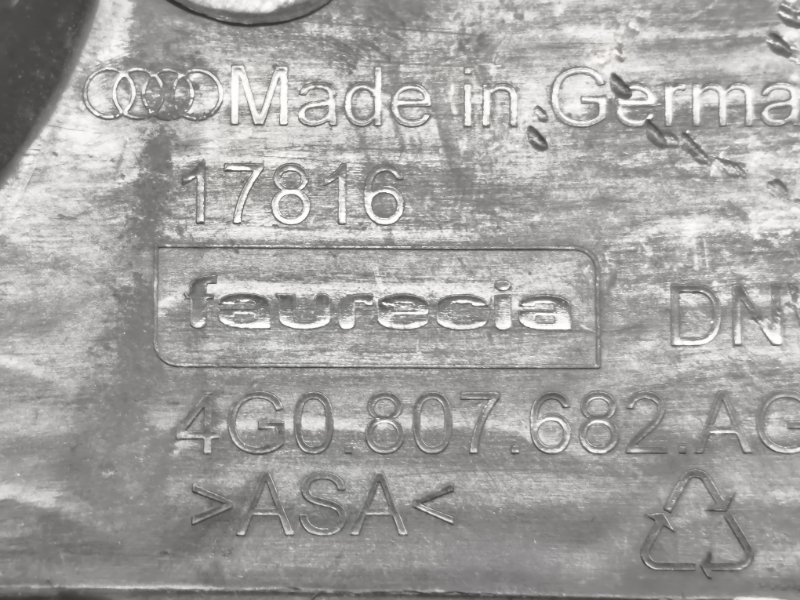 Made in Germa
17816
faurecia
DN
4G0.807.682.AG
>ASA<